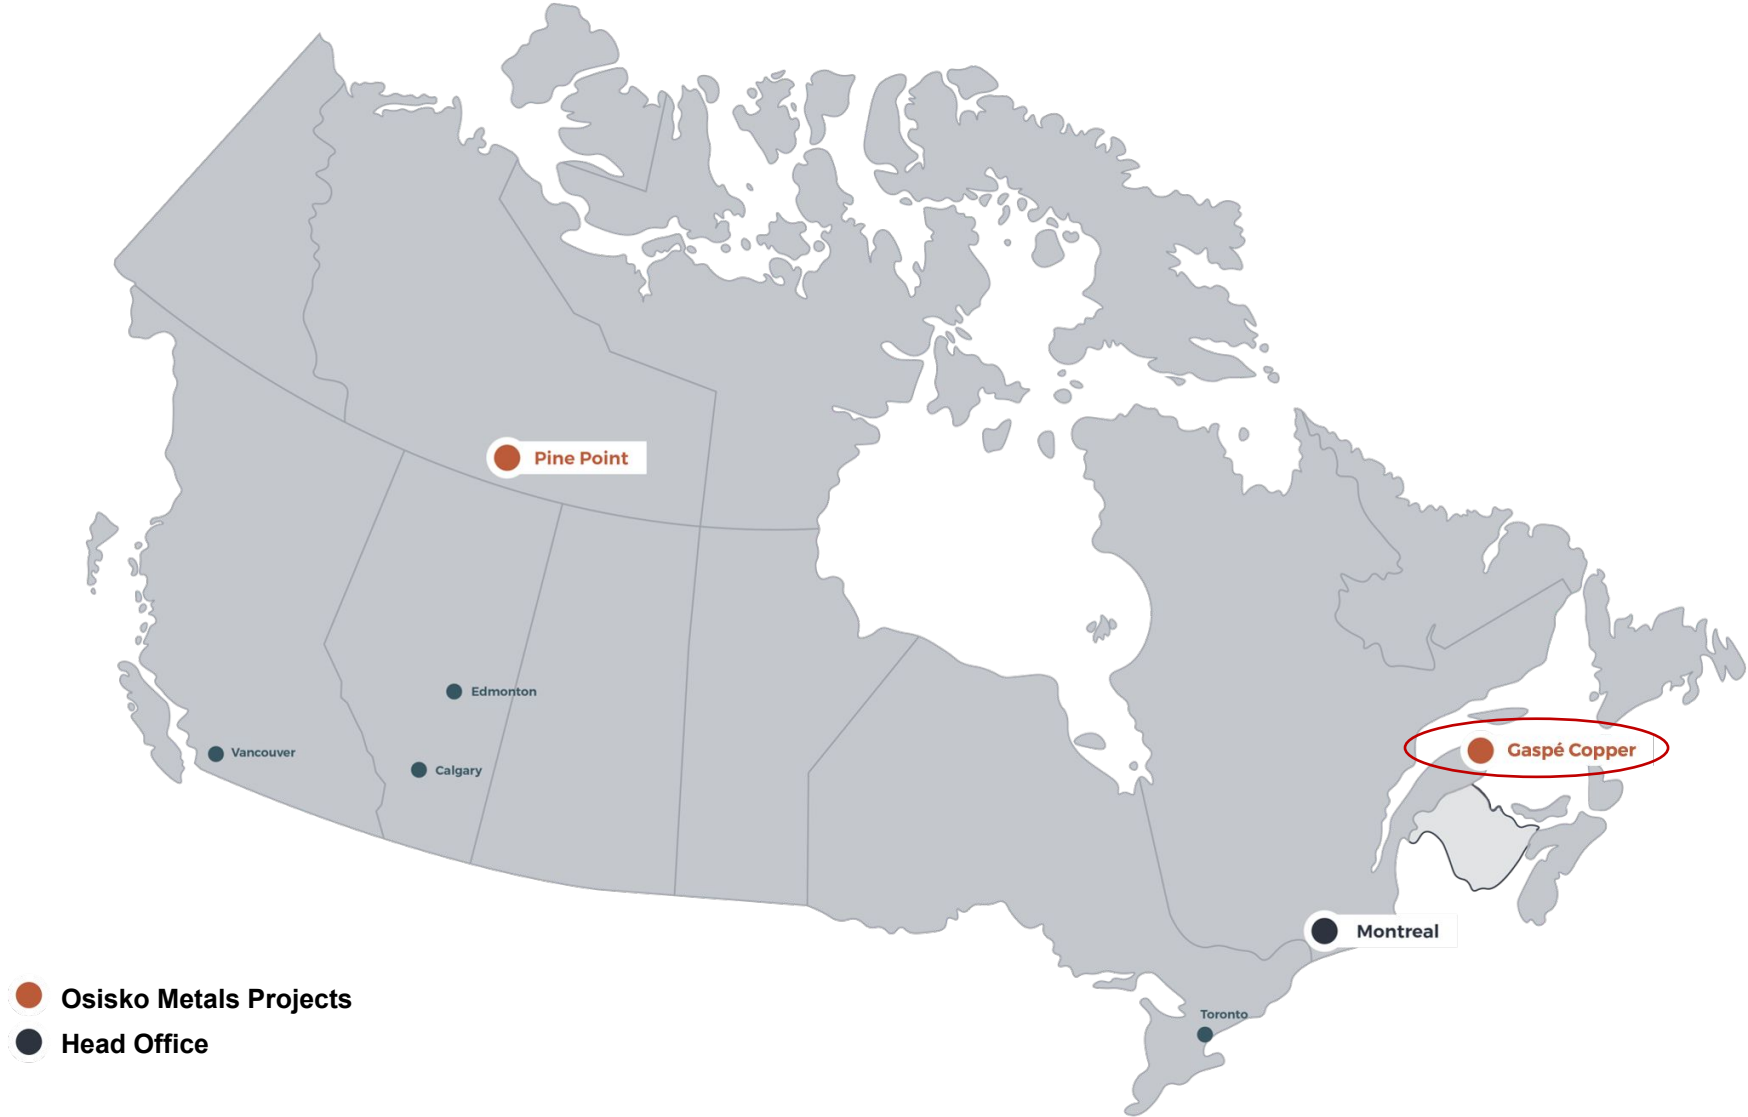 Pine Point
Edmonton
Vancouver
Calgary
Gaspé Copper
Montreal
Osisko Metals Projects
Toronto
Head Office